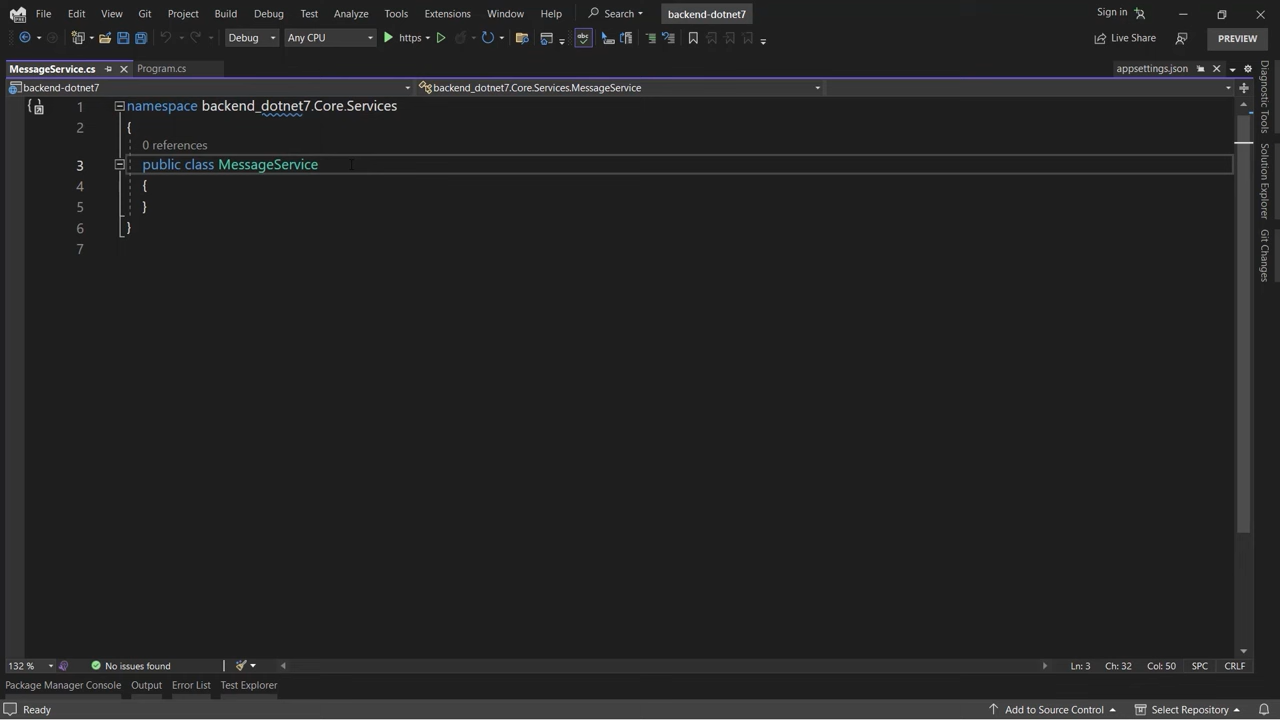 File Edit View Git Project Build Debug Test Analyze Tools Extensions Window Help Search backend-dotnet7 Sign in
Debug Any CPU https Live Share PREVIEW
MessageService.cs Program.cs appsettings.json
backend-dotnet7 backend_dotnet7.Core.Services.MessageService
1 namespace backend_dotnet7.Core.Services
2 {
0 references
3 public class MessageService
4 {
5 }
6 }
7
Diagnostic Tools
Solution Explorer
Git Changes
132 % No issues found Ln: 3 Ch: 32 Col: 50 SPC CRLF
Package Manager Console Output Error List Test Explorer
Ready Add to Source Control Select Repository